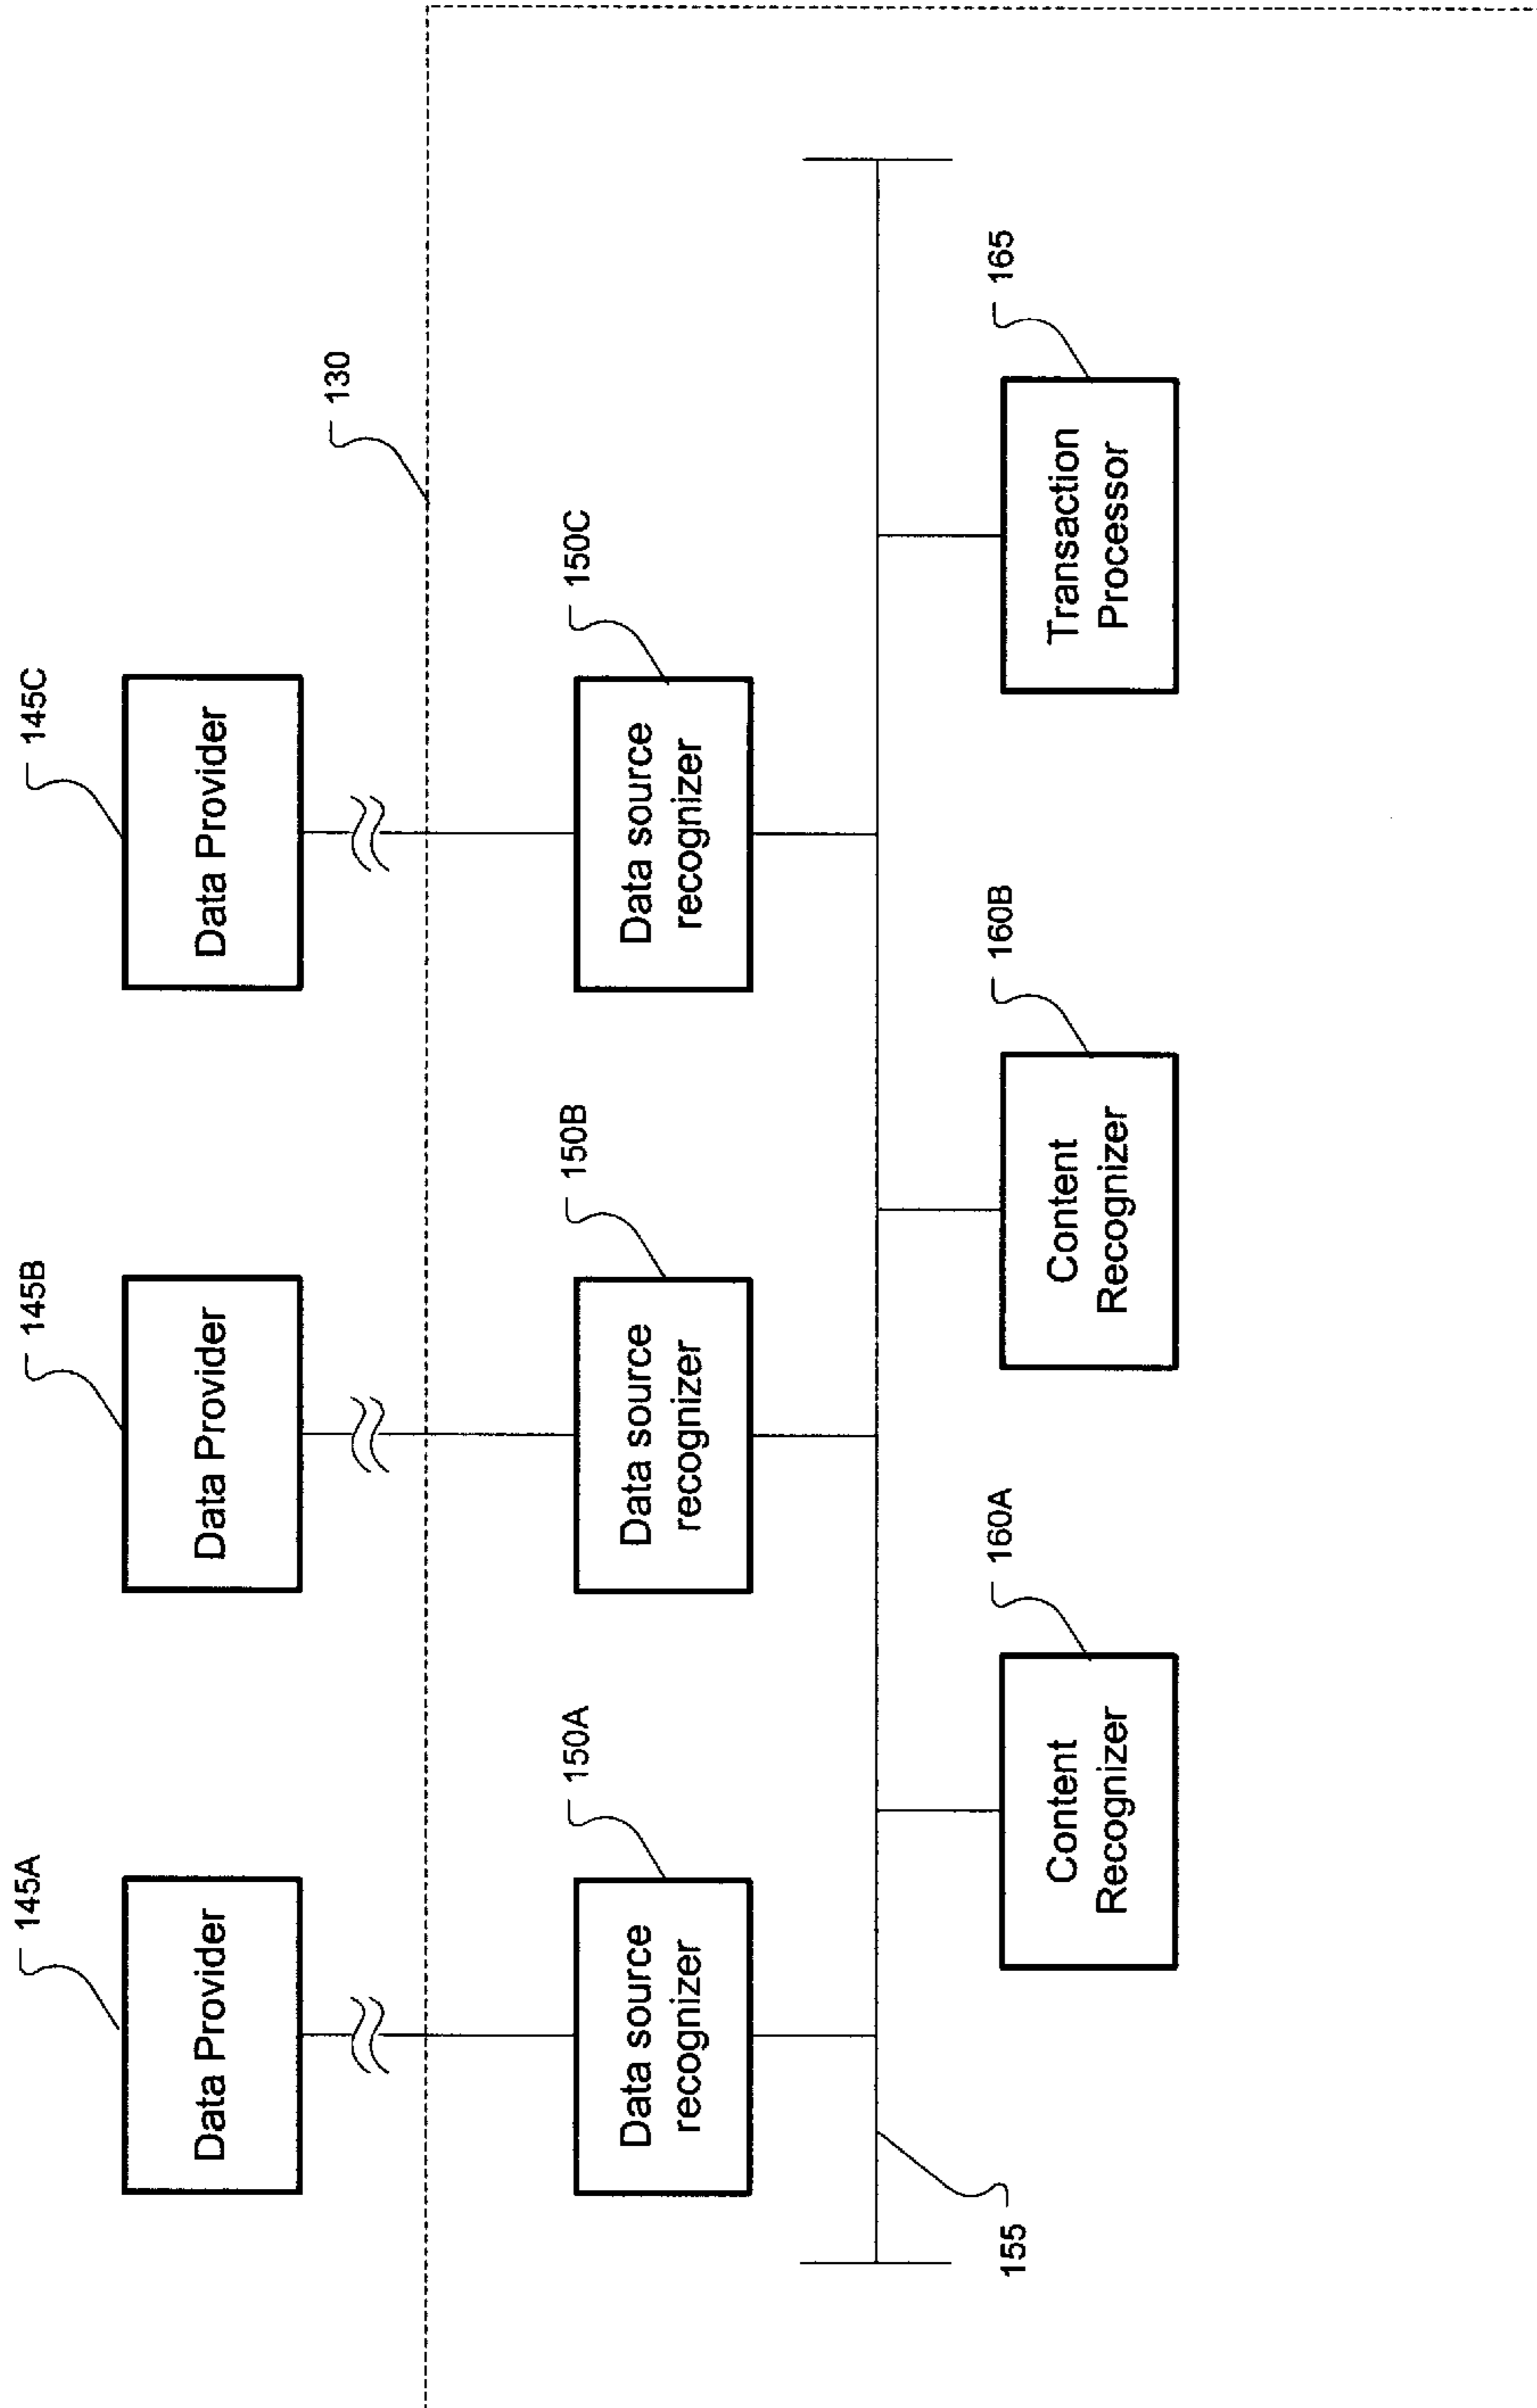 145A
145B
145C
Data Provider
Data Provider
Data Provider
130
150A
150B
150C
Data source
recognizer
Data source
recognizer
Data source
recognizer
155
160A
160B
165
Content
Recognizer
Content
Recognizer
Transaction
Processor